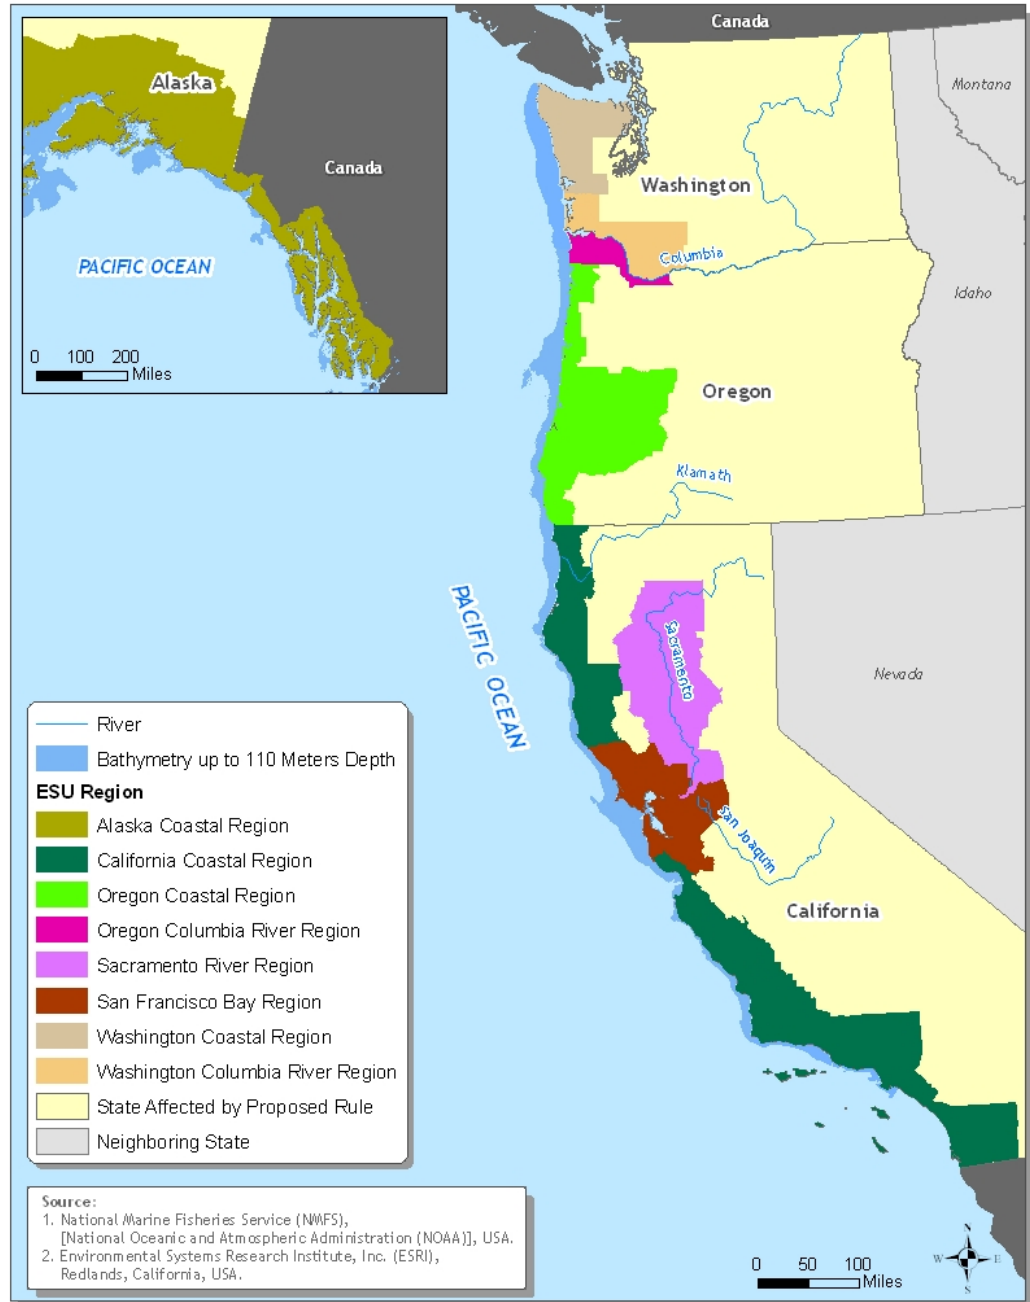 Canada
Alaska
Canada
PACIFIC OCEAN
0 100 200
Miles
Montana
Washington
Columbia
Idaho
Oregon
Klamath
PACIFIC OCEAN
Sacramento
Nevada
San Joaquin
California
River
Bathymetry up to 110 Meters Depth
ESU Region
Alaska Coastal Region
California Coastal Region
Oregon Coastal Region
Oregon Columbia River Region
Sacramento River Region
San Francisco Bay Region
Washington Coastal Region
Washington Columbia River Region
State Affected by Proposed Rule
Neighboring State
Source:
1. National Marine Fisheries Service (NMFS),
[National Oceanic and Atmospheric Administration (NOAA)], USA.
2. Environmental Systems Research Institute, Inc. (ESRI),
Redlands, California, USA.
N
W E
S
0 50 100
Miles